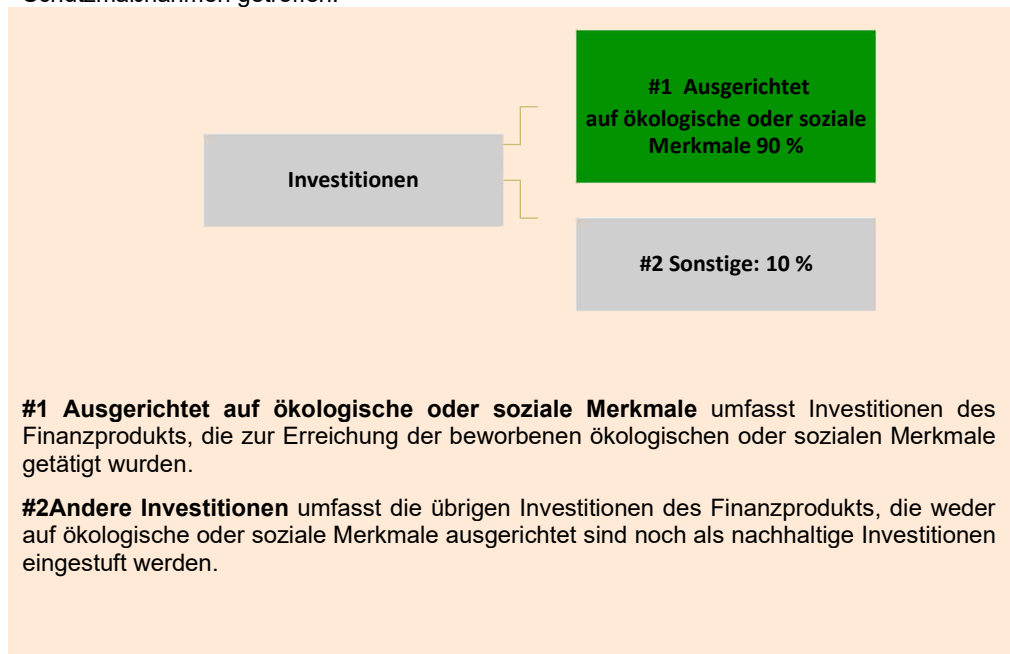 Schutzmaßnahmen getroffen.
#1 Ausgerichtet
auf ökologische oder soziale
Merkmale 90 %
Investitionen
#2 Sonstige: 10 %
#1 Ausgerichtet auf ökologische oder soziale Merkmale umfasst Investitionen des
Finanzprodukts, die zur Erreichung der beworbenen ökologischen oder sozialen Merkmale
getätigt wurden.
#2Andere Investitionen umfasst die übrigen Investitionen des Finanzprodukts, die weder
auf ökologische oder soziale Merkmale ausgerichtet sind noch als nachhaltige Investitionen
eingestuft werden.